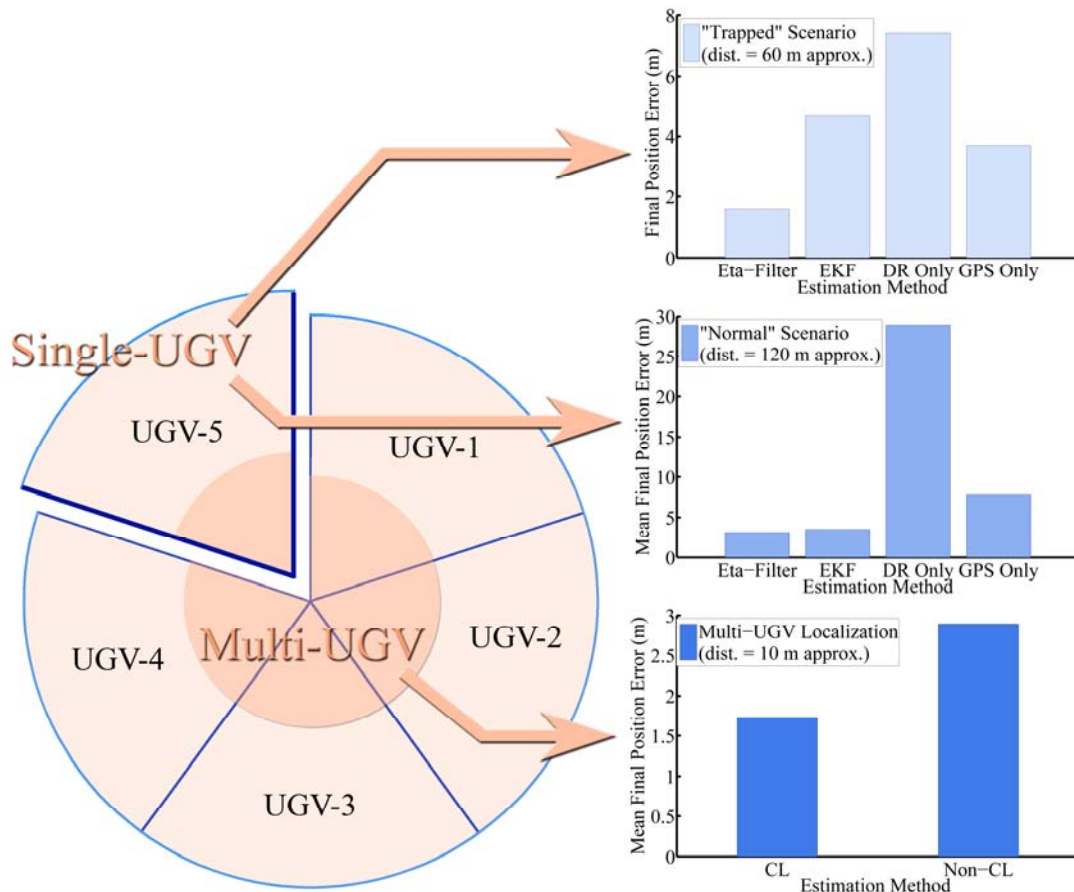 Single-UGV
UGV-5
UGV-1
UGV-4
Multi-UGV
UGV-2
UGV-3
Final Position Error (m)
8
6
4
2
0
"Trapped" Scenario
(dist. = 60 m approx.)
Eta-Filter EKF DR Only GPS Only
Estimation Method
Mean Final Position Error (m)
30
25
20
15
10
5
0
"Normal" Scenario
(dist. = 120 m approx.)
Eta-Filter EKF DR Only GPS Only
Estimation Method
Mean Final Position Error (m)
3
2.5
2
1.5
1
0.5
0
Multi-UGV Localization
(dist. = 10 m approx.)
CL Non-CL
Estimation Method